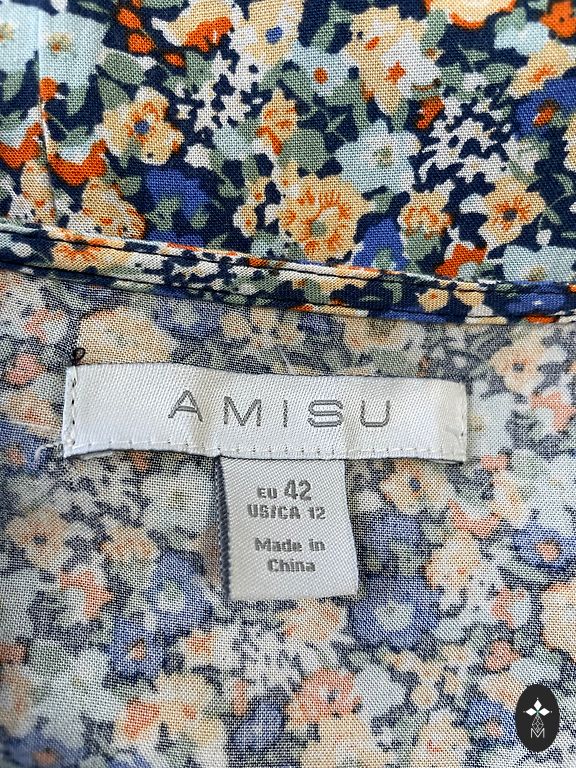 AMISU
EU 42
US/CA 12
Made in
China
M